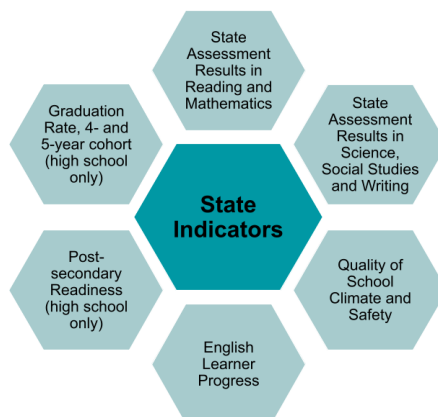 State
Assessment
Results in
Reading and
Mathematics
State
Assessment
Results in
Science,
Social Studies
and Writing
Quality of
School
Climate and
Safety
English
Learner
Progress
Post-
secondary
Readiness
(high school
only)
Graduation
Rate, 4- and
5-year cohort
(high school
only)
State
Indicators